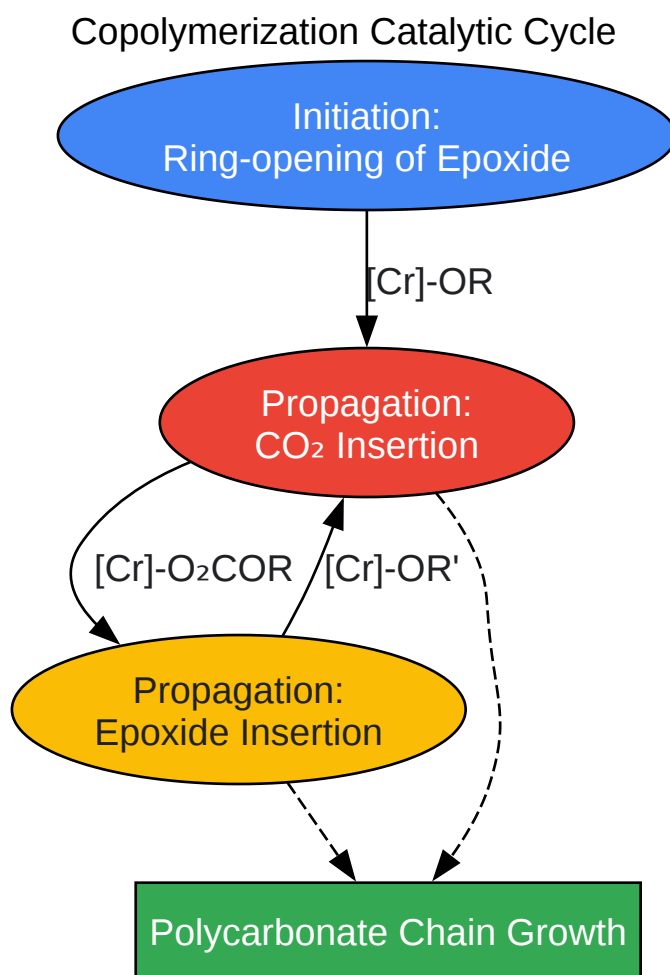 Copolymerization Catalytic Cycle
Initiation:
Ring-opening of Epoxide
[Cr]-OR
Propagation:
CO₂ Insertion
[Cr]-O₂COR
[Cr]-OR'
Propagation:
Epoxide Insertion
Polycarbonate Chain Growth